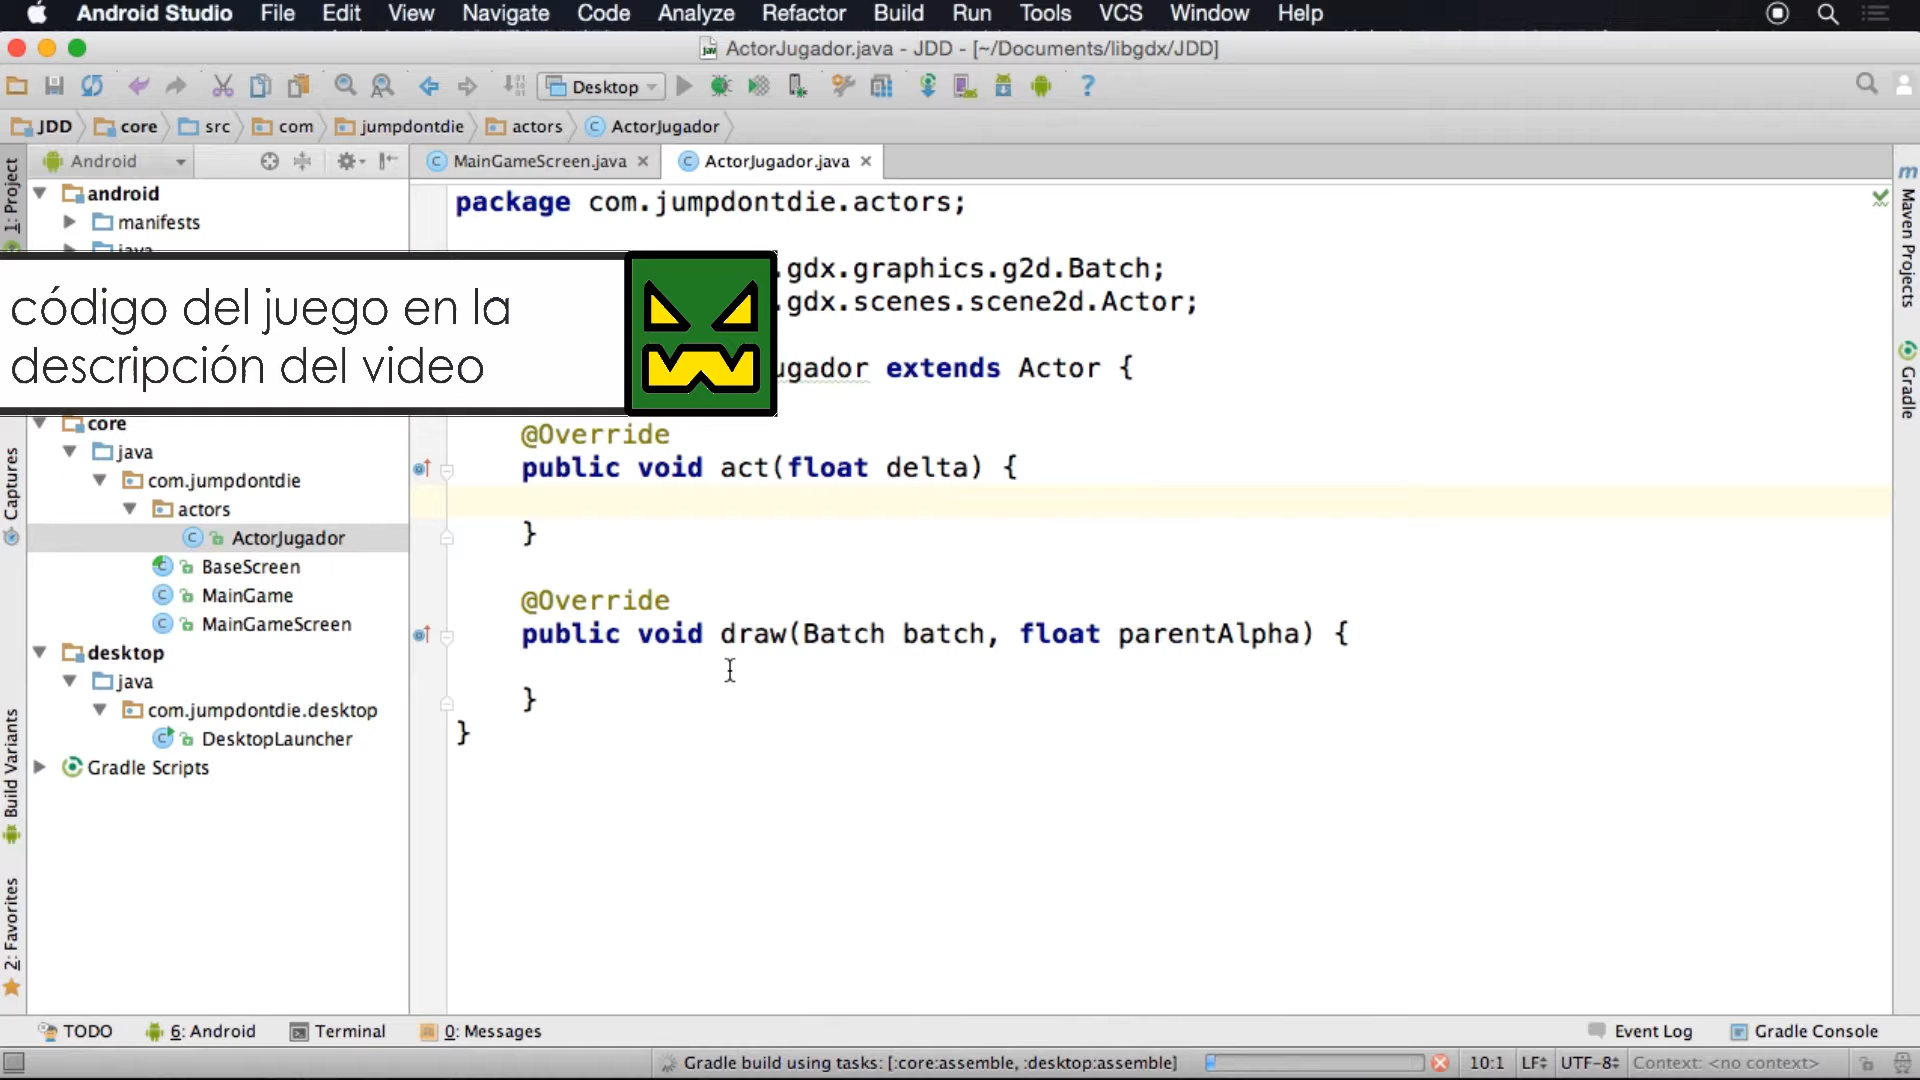 Android Studio File Edit View Navigate Code Analyze Refactor Build Run Tools VCS Window Help
ActorJugador.java - JDD - [~/Documents/libgdx/JDD]
Desktop
JDD core src com jumpdontdie actors ActorJugador
Android
MainGameScreen.java
ActorJugador.java
1: Project
Captures
Build Variants
2: Favorites
android
manifests
java
core
java
com.jumpdontdie
actors
ActorJugador
BaseScreen
MainGame
MainGameScreen
desktop
java
com.jumpdontdie.desktop
DesktopLauncher
Gradle Scripts
código del juego en la
descripción del video
package com.jumpdontdie.actors;
.gdx.graphics.g2d.Batch;
.gdx.scenes.scene2d.Actor;
ugador extends Actor {
@Override
public void act(float delta) {
}
@Override
public void draw(Batch batch, float parentAlpha) {
}
}
m Maven Projects
Gradle
TODO 6: Android Terminal 0: Messages Event Log Gradle Console
Gradle build using tasks: [:core:assemble, :desktop:assemble] 10:1 LF UTF-8 Context: <no context>